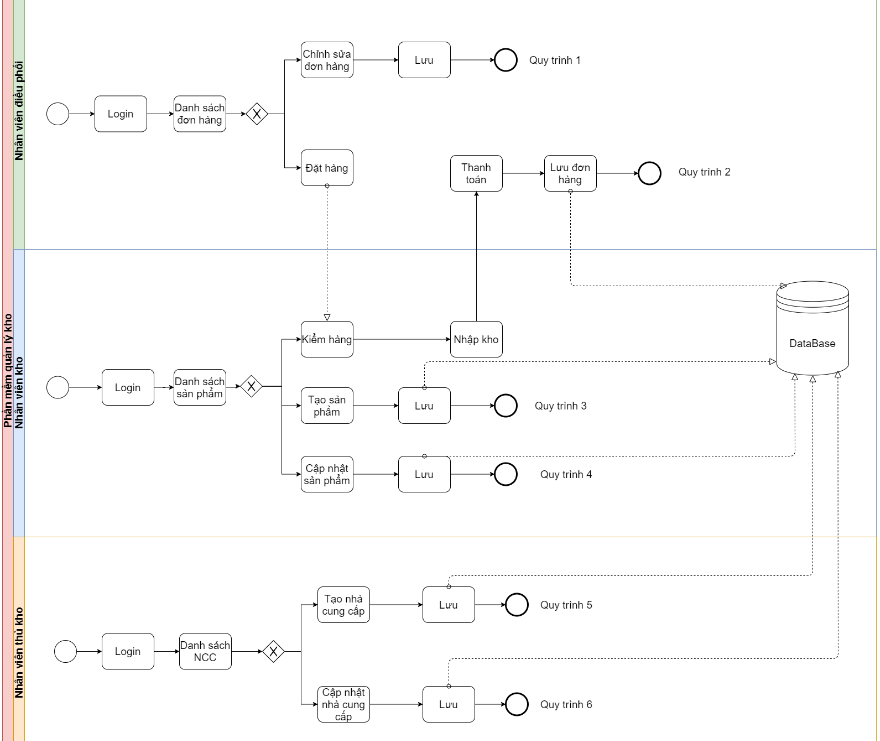 Phần mềm quản lý kho
Nhân viên điều phối
Login
Danh sách
đơn hàng
X
Chỉnh sửa
đơn hàng
Lưu
Quy trình 1
Đặt hàng
Thanh
toán
Lưu đơn
hàng
Quy trình 2
Nhân viên kho
Login
Danh sách
sản phẩm
X
Kiểm hàng
Nhập kho
DataBase
Tạo sản
phẩm
Lưu
Quy trình 3
Cập nhật
sản phẩm
Lưu
Quy trình 4
Nhân viên thủ kho
Login
Danh sách
NCC
X
Tạo nhà
cung cấp
Lưu
Quy trình 5
Cập nhật
nhà cung
cấp
Lưu
Quy trình 6